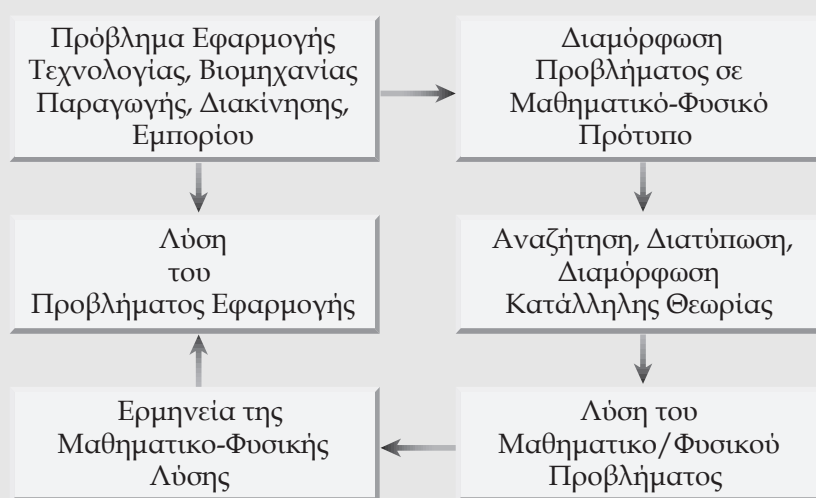 Πρόβλημα Εφαρμογής
Τεχνολογίας, Βιομηχανίας
Παραγωγής, Διακίνησης,
Εμπορίου
Διαμόρφωση
Προβλήματος σε
Μαθηματικό-Φυσικό
Πρότυπο
Λύση
του
Προβλήματος Εφαρμογής
Αναζήτηση, Διατύπωση,
Διαμόρφωση
Κατάλληλης Θεωρίας
Ερμηνεία της
Μαθηματικο-Φυσικής
Λύσης
Λύση του
Μαθηματικο/Φυσικού
Προβλήματος